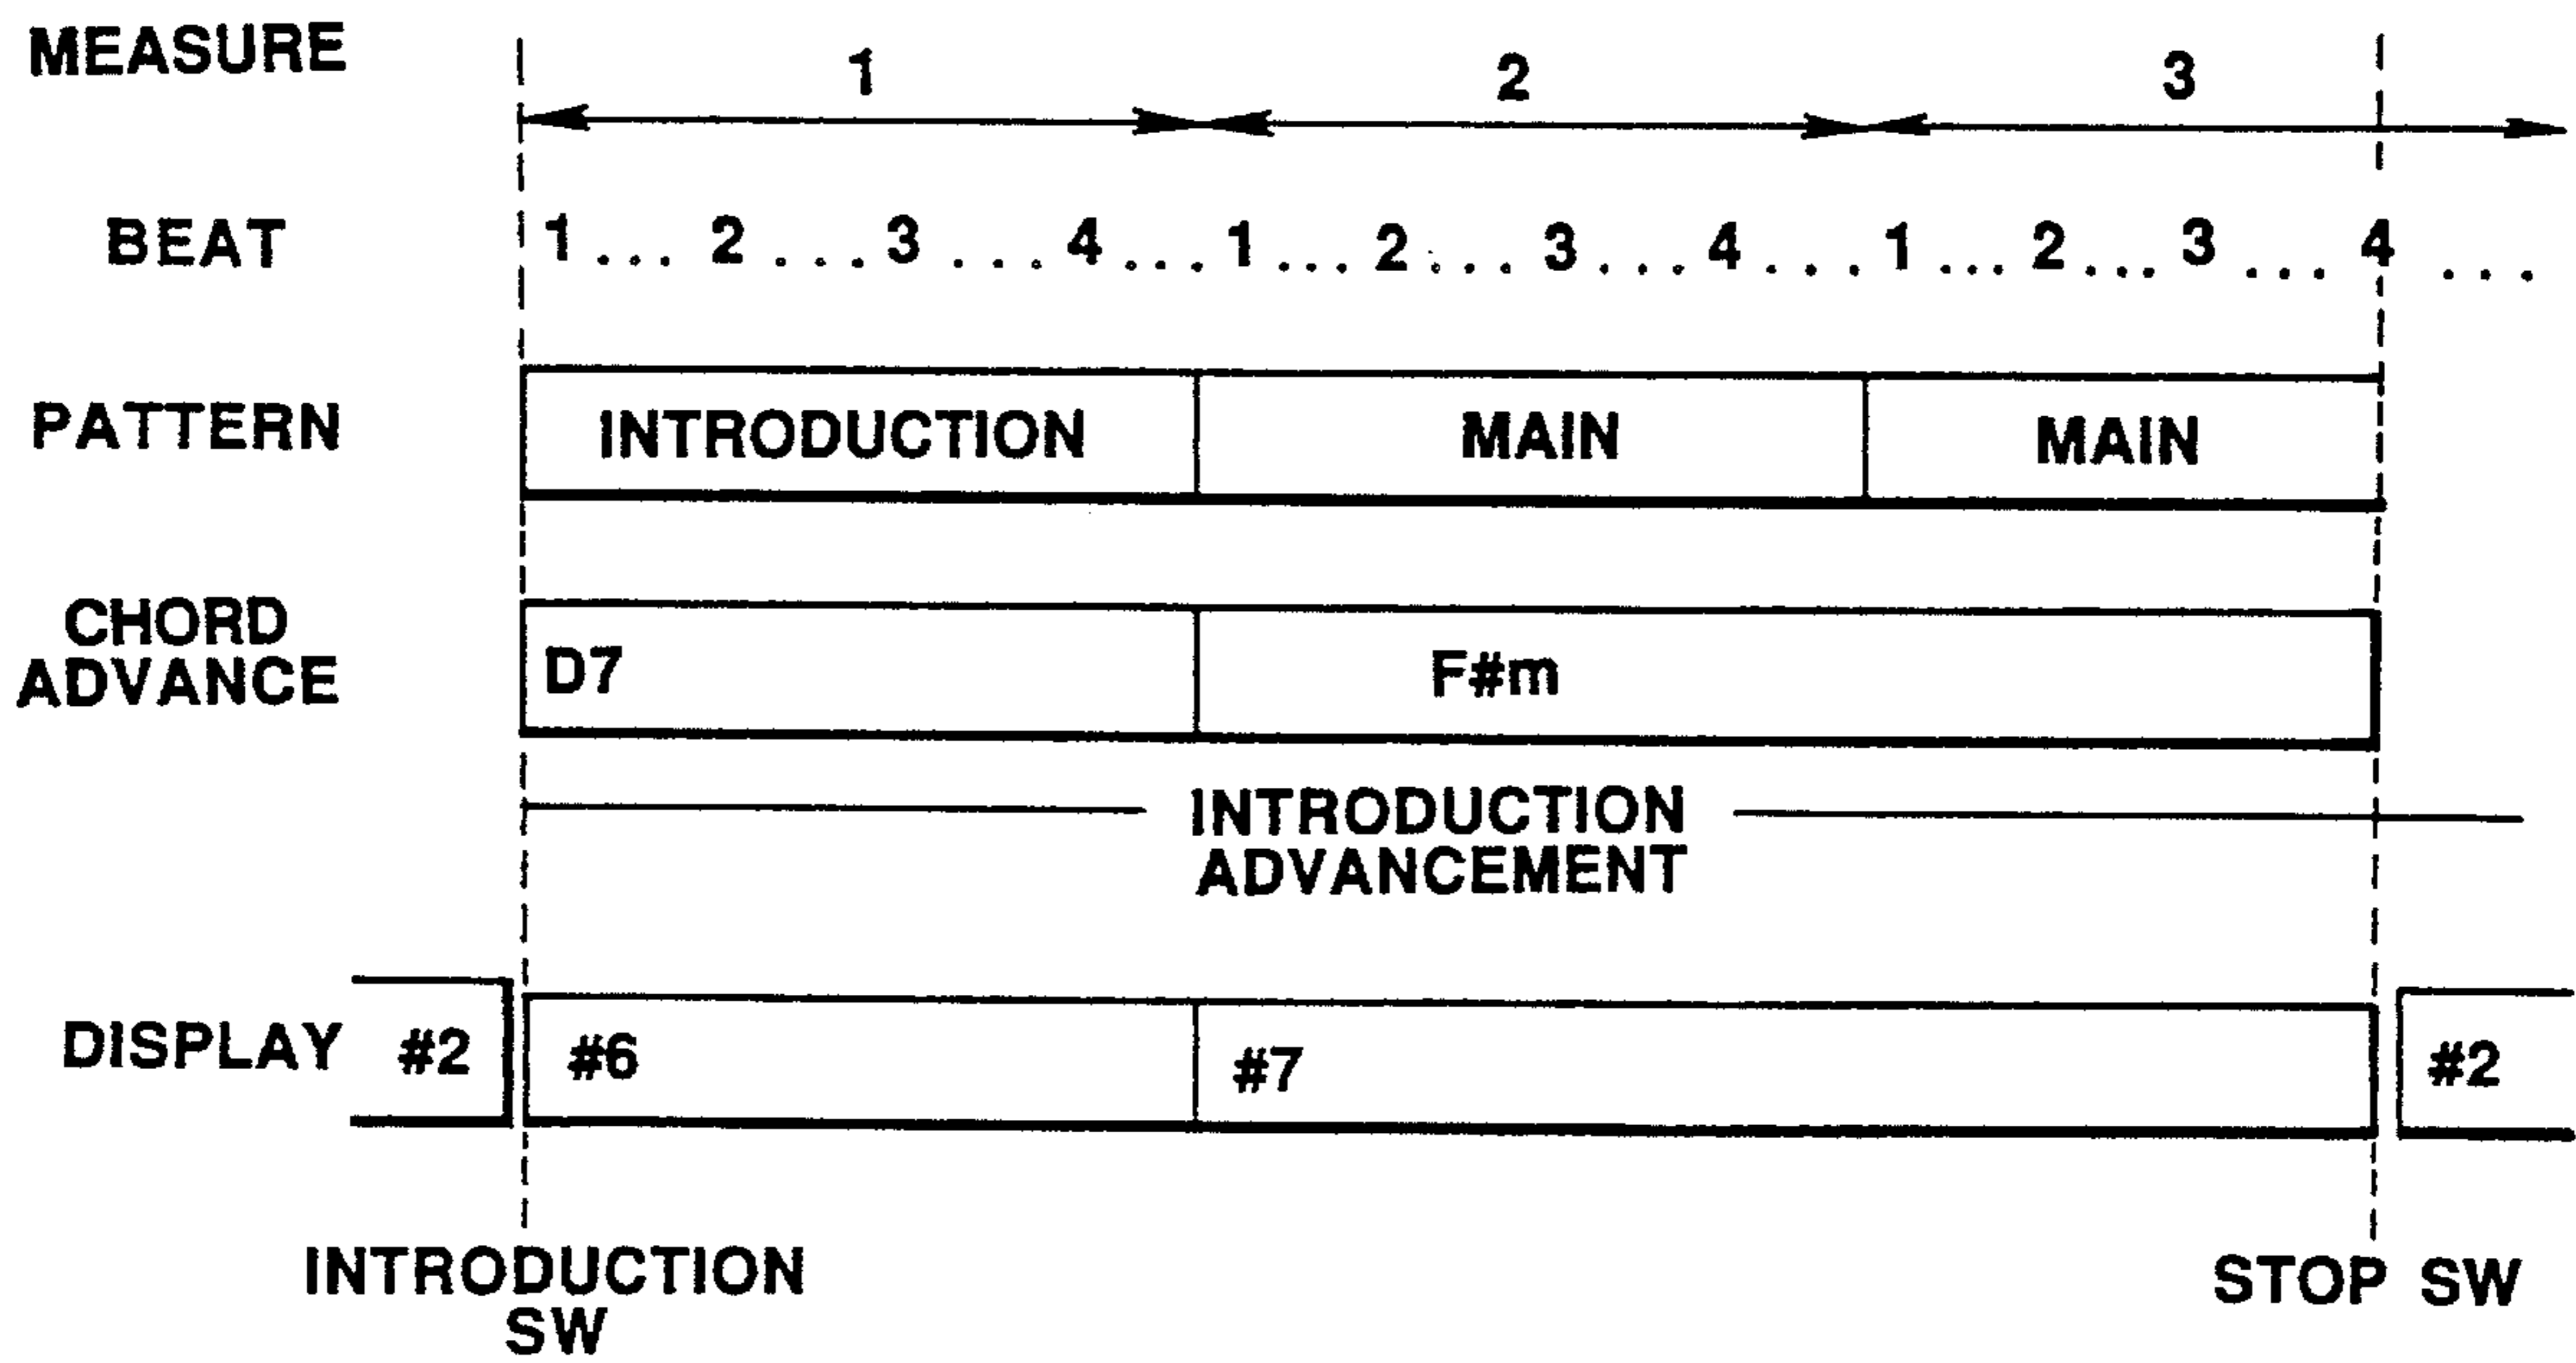 MEASURE 1 2 3
BEAT 1 ... 2 ... 3 ... 4 ... 1 ... 2 ... 3 ... 4 ... 1 ... 2 ... 3 ... 4 ...
PATTERN INTRODUCTION MAIN MAIN
CHORD
ADVANCE D7 F#m
INTRODUCTION
ADVANCEMENT
DISPLAY #2 #6 #7 #2
INTRODUCTION
SW
STOP SW